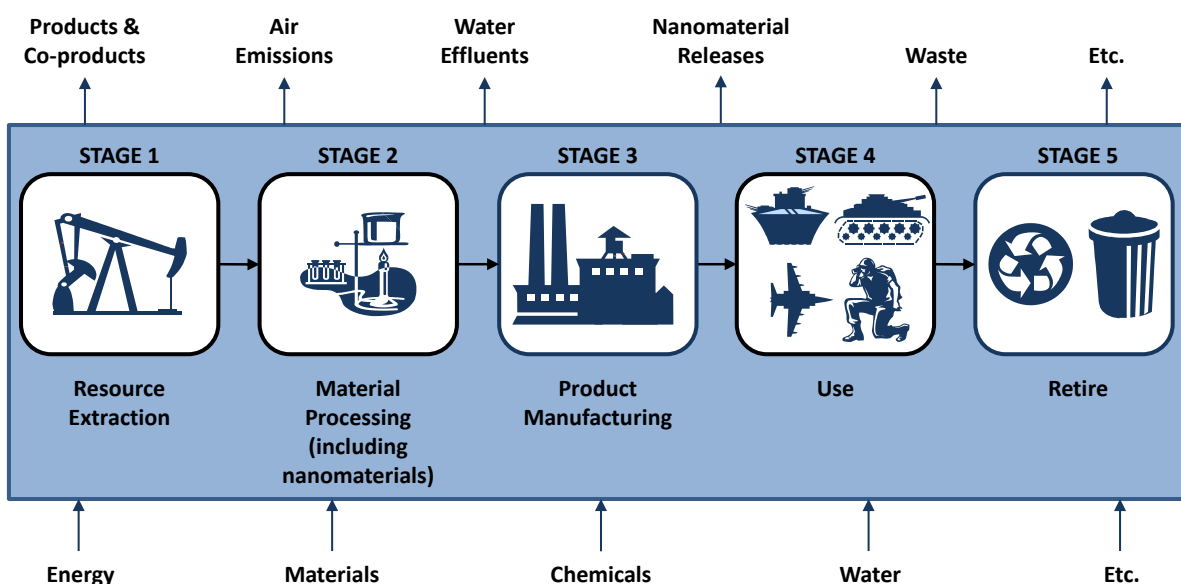 Products &
Co-products
Air
Emissions
Water
Effluents
Nanomaterial
Releases
Waste
Etc.
STAGE 1
STAGE 2
STAGE 3
STAGE 4
STAGE 5
Resource
Extraction
Material
Processing
(including
nanomaterials)
Product
Manufacturing
Use
Retire
Energy
Materials
Chemicals
Water
Etc.